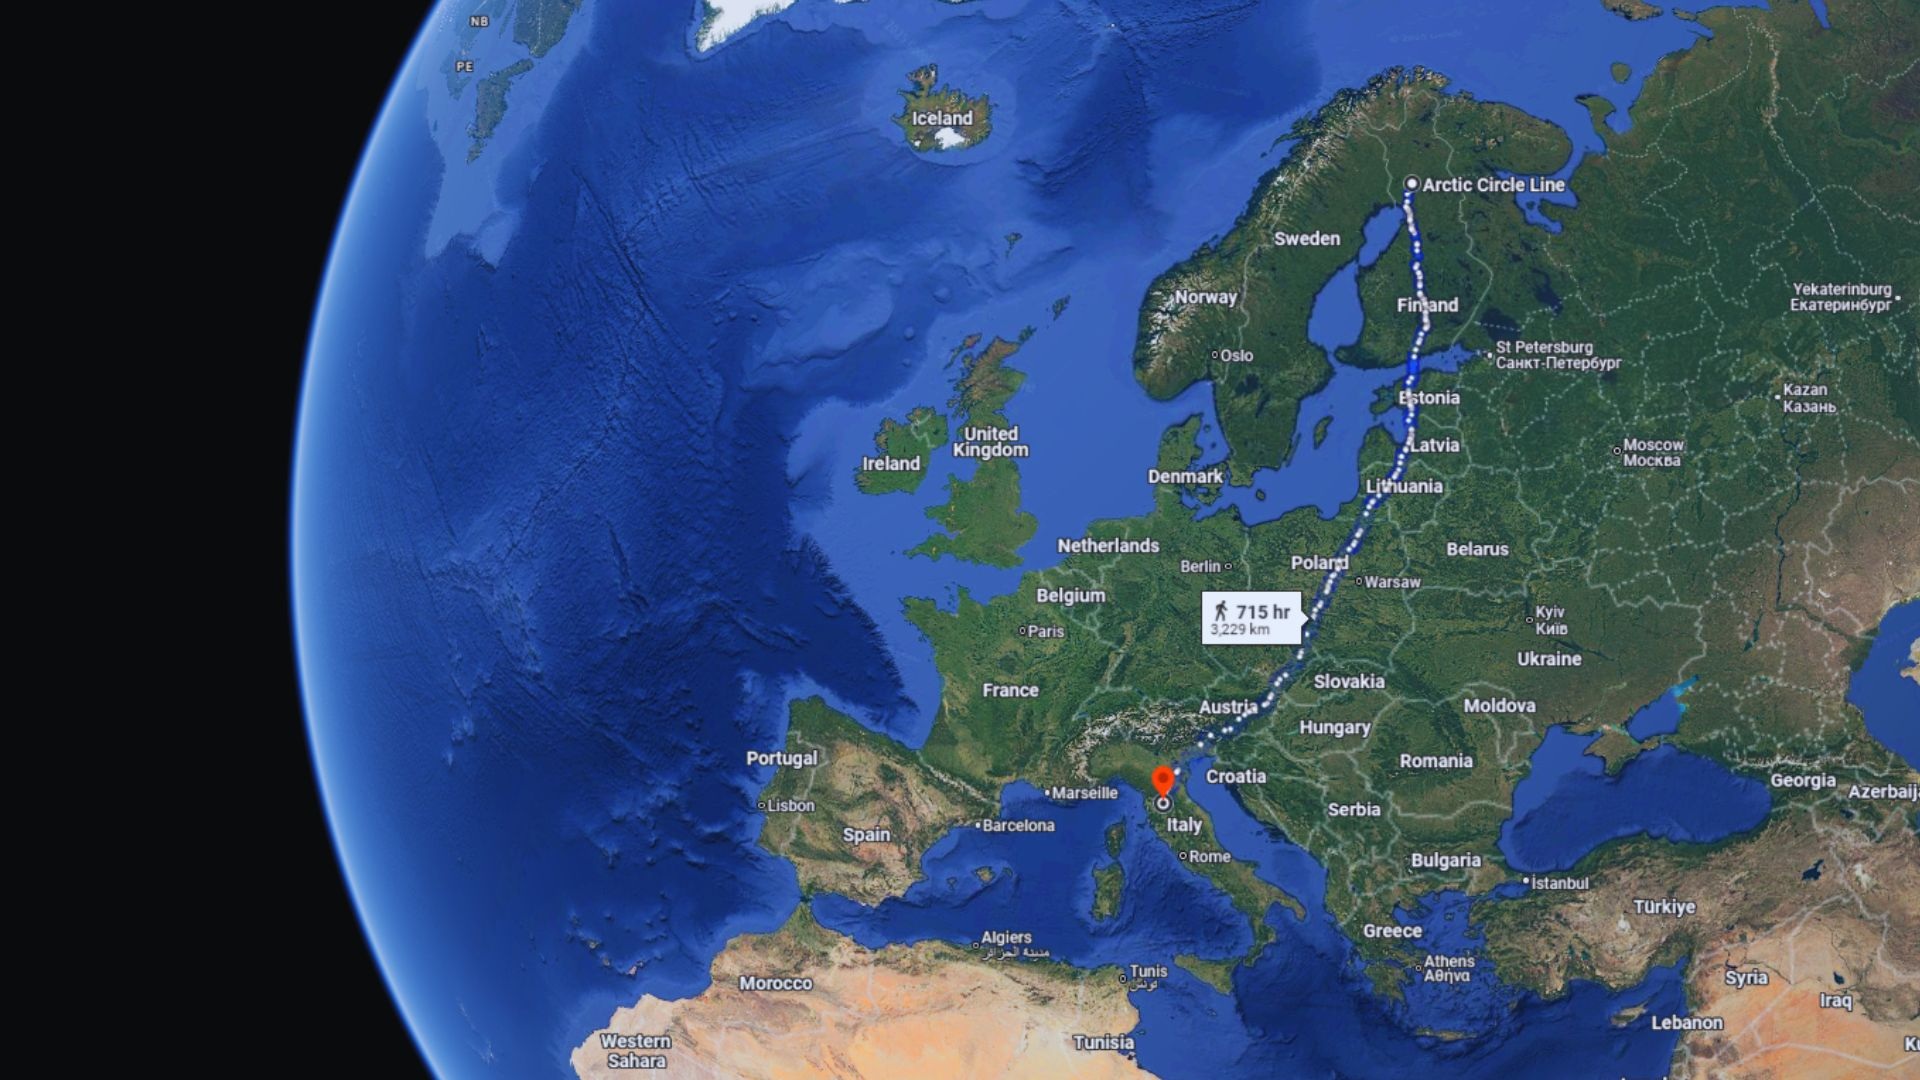 NB
PE
Iceland
Arctic Circle Line
Sweden
Norway
Finland
Yekaterinburg
Екатеринбург
Oslo
St Petersburg
Санкт-Петербург
Estonia
Kazan
Казань
United
Kingdom
Ireland
Latvia
Moscow
Москва
Denmark
Lithuania
Netherlands
Berlin
Poland
Belarus
Warsaw
Belgium
715 hr
3,229 km
Kyiv
Київ
Paris
Ukraine
France
Slovakia
Austria
Moldova
Hungary
Portugal
Romania
Croatia
Georgia
Marseille
Azerbaij
Lisbon
Serbia
Barcelona
Italy
Spain
Rome
Bulgaria
İstanbul
Türkiye
Greece
Algiers
مدينة الجزائر
Athens
Αθήνα
Tunis
تونس
Morocco
Syria
Iraq
Lebanon
Western
Sahara
Tunisia
Ku